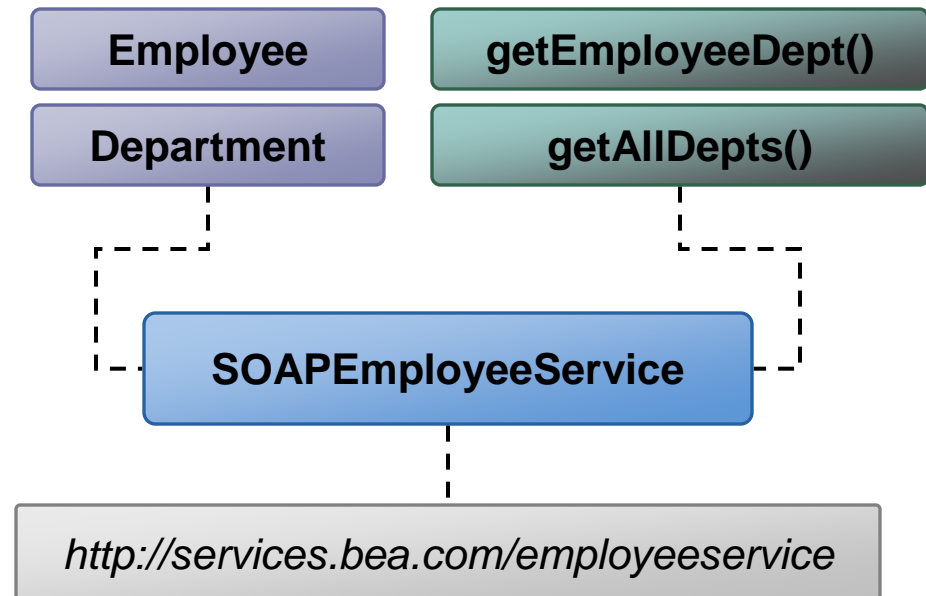 Employee
getEmployeeDept()
Department
getAllDepts()
SOAPEmployeeService
http://services.bea.com/employeeservice